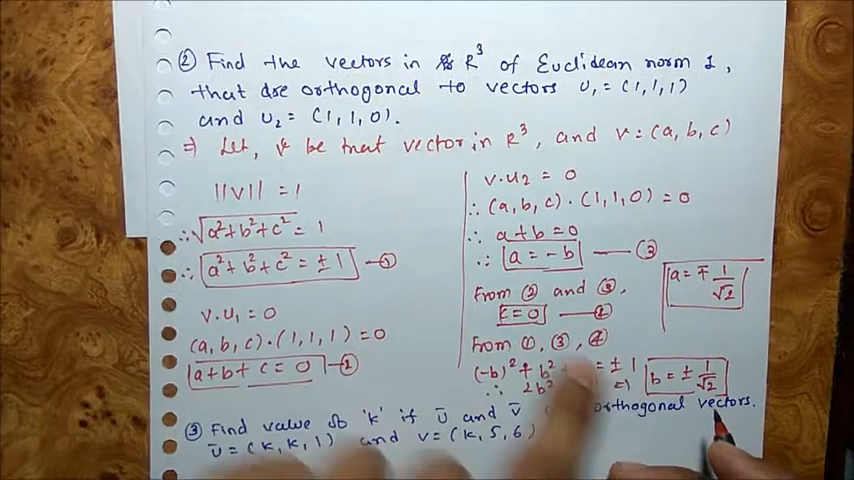 ② Find the vectors in R³ of Euclidean norm 1,
that are orthogonal to vectors u₁ = (1,1,1)
and u₂ = (1,1,0).
⇒ Let, v be that vector in R³, and v = (a, b, c)
||V|| = 1
∴ √a²+b²+c² = 1
∴ a²+b²+c² = ±1 —①
v·u₁ = 0
(a,b,c)·(1,1,1) = 0
a+b+c = 0 —②
v·u₂ = 0
∴ (a,b,c)·(1,1,0) = 0
∴ a+b = 0
∴ a = -b —③
From ② and ③,
c = 0
From ①, ③, ④
(-b)² + b² = ± 1
∴ 2b² ⇒ b = ± 1/√2
a = ∓ 1/√2
③ Find value of 'k' if ū and v̄ orthogonal vectors.
ū = (k, k, 1) and v = (k, 5, 6)